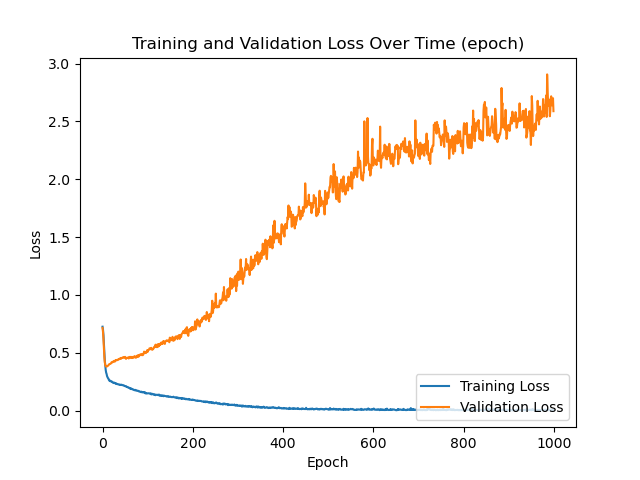 Training and Validation Loss Over Time (epoch)
3.0
2.5
2.0
1.5
1.0
0.5
0.0
Loss
Training Loss
Validation Loss
0 200 400 600 800 1000
Epoch